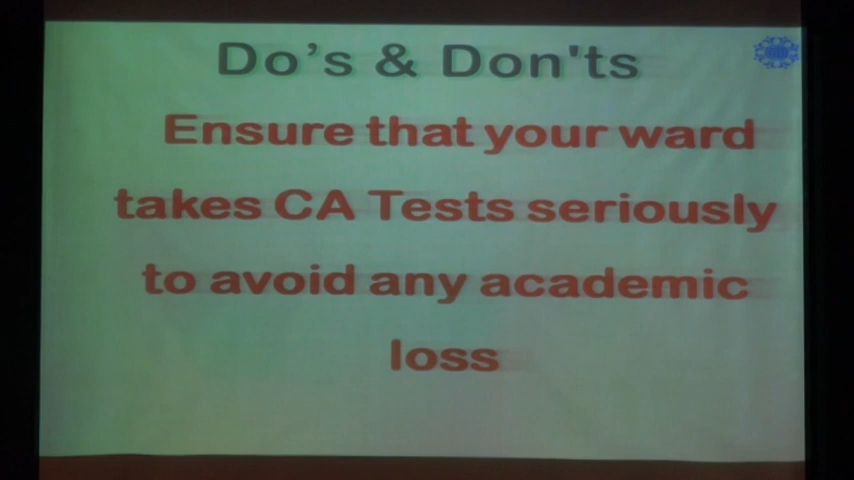 Do’s & Don'ts
Ensure that your ward
takes CA Tests seriously
to avoid any academic
loss